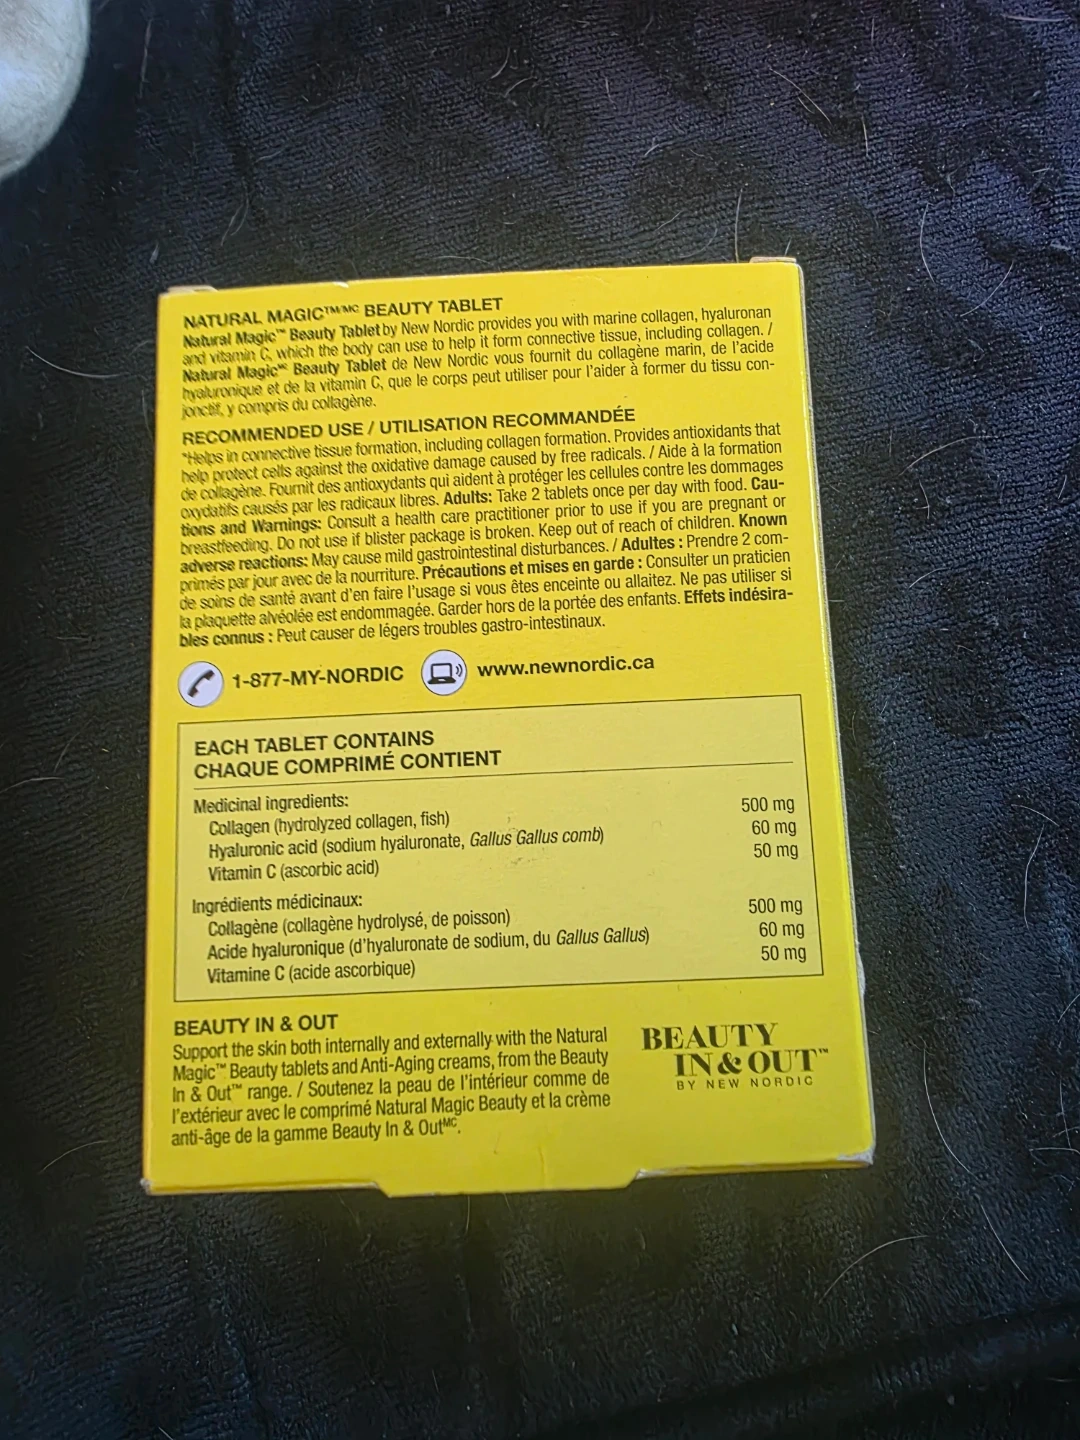 NATURAL MAGIC™/MC BEAUTY TABLET
Natural Magic™ Beauty Tablet by New Nordic provides you with marine collagen, hyaluronan
and vitamin C, which the body can use to help it form connective tissue, including collagen. /
Natural Magic MC Beauty Tablet de New Nordic vous fournit du collagène marin, de l'acide
hyaluronique et de la vitamin C, que le corps peut utiliser pour l'aider à former du tissu con-
jonctif, y compris du collagène.
RECOMMENDED USE / UTILISATION RECOMMANDÉE
*Helps in connective tissue formation, including collagen formation. Provides antioxidants that
help protect cells against the oxidative damage caused by free radicals. / Aide à la formation
de collagène. Fournit des antioxydants qui aident à protéger les cellules contre les dommages
oxydatifs causés par les radicaux libres. Adults: Take 2 tablets once per day with food. Cau-
tions and Warnings: Consult a health care practitioner prior to use if you are pregnant or
breastfeeding. Do not use if blister package is broken. Keep out of reach of children. Known
adverse reactions: May cause mild gastrointestinal disturbances. / Adultes : Prendre 2 com-
primés par jour avec de la nourriture. Précautions et mises en garde : Consulter un praticien
de soins de santé avant d'en faire l'usage si vous êtes enceinte ou allaitez. Ne pas utiliser si
la plaquette alvéolée est endommagée. Garder hors de la portée des enfants. Effets indésira-
bles connus : Peut causer de légers troubles gastro-intestinaux.
1-877-MY-NORDIC www.newnordic.ca
EACH TABLET CONTAINS
CHAQUE COMPRIMÉ CONTIENT
Medicinal ingredients:
Collagen (hydrolyzed collagen, fish) 500 mg
Hyaluronic acid (sodium hyaluronate, Gallus Gallus comb) 60 mg
Vitamin C (ascorbic acid) 50 mg
Ingrédients médicinaux:
Collagène (collagène hydrolysé, de poisson) 500 mg
Acide hyaluronique (d'hyaluronate de sodium, du Gallus Gallus) 60 mg
Vitamine C (acide ascorbique) 50 mg
BEAUTY IN & OUT
Support the skin both internally and externally with the Natural
Magic™ Beauty tablets and Anti-Aging creams, from the Beauty
In & Out™ range. / Soutenez la peau de l'intérieur comme de
l'extérieur avec le comprimé Natural Magic Beauty et la crème
anti-âge de la gamme Beauty In & Out MC.
BEAUTY
IN & OUT™
BY NEW NORDIC